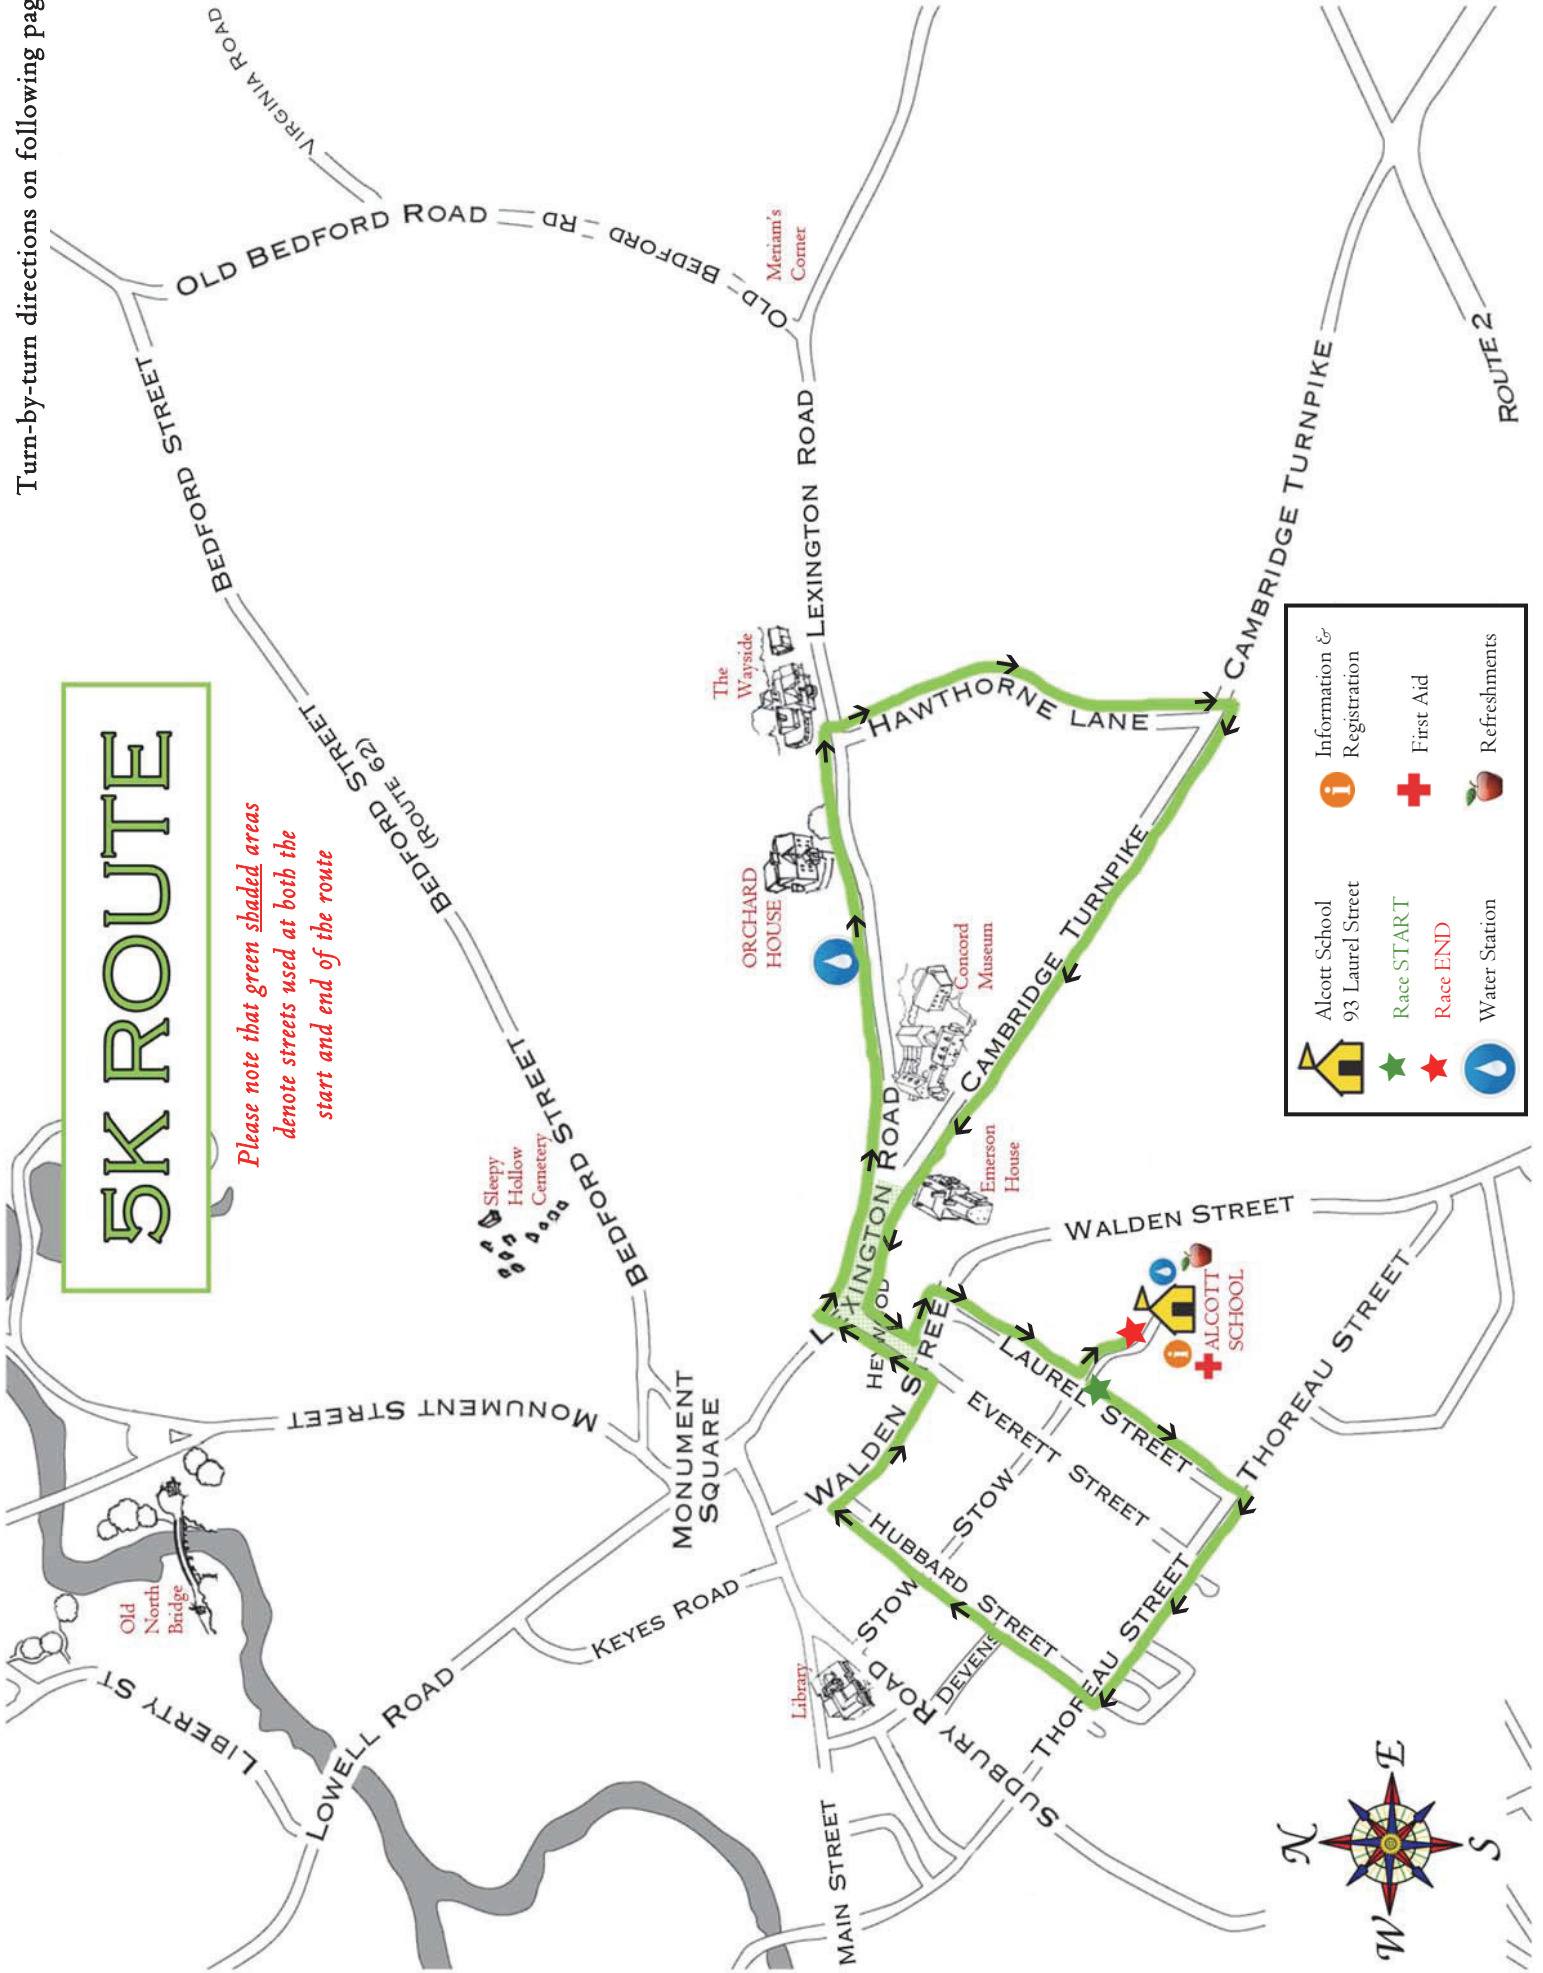 Turn-by-turn directions on following pag
5K ROUTE
Please note that green shaded areas
denote streets used at both the
start and end of the route
VIRGINIA ROAD
OLD BEDFORD ROAD
OLD BEDFORD RD
BEDFORD STREET
BEDFORD STREET
(ROUTE 62)
BEDFORD STREET
BEDFORD STREET
Meriam's
Corner
Sleepy
Hollow
Cemetery
MONUMENT STREET
MONUMENT
SQUARE
Old
North
Bridge
LIBERTY ST
LOWELL ROAD
KEYES ROAD
Library
MAIN STREET
SUDBURY ROAD
LEXINGTON ROAD
The
Wayside
ORCHARD
HOUSE
Concord
Museum
LEXINGTON ROAD
HAWTHORNE LANE
CAMBRIDGE TURNPIKE
CAMBRIDGE TURNPIKE
ROUTE 2
Emerson
House
HEYWOOD
WALDEN STREET
WALDEN STREET
LAUREL STREET
EVERETT STREET
STOW
STOW
HUBBARD STREET
DEVENS
THOREAU STREET
THOREAU STREET
ALCOTT
SCHOOL
Alcott School
93 Laurel Street
Race START
Race END
Water Station
Information &
Registration
First Aid
Refreshments
N
E
S
W